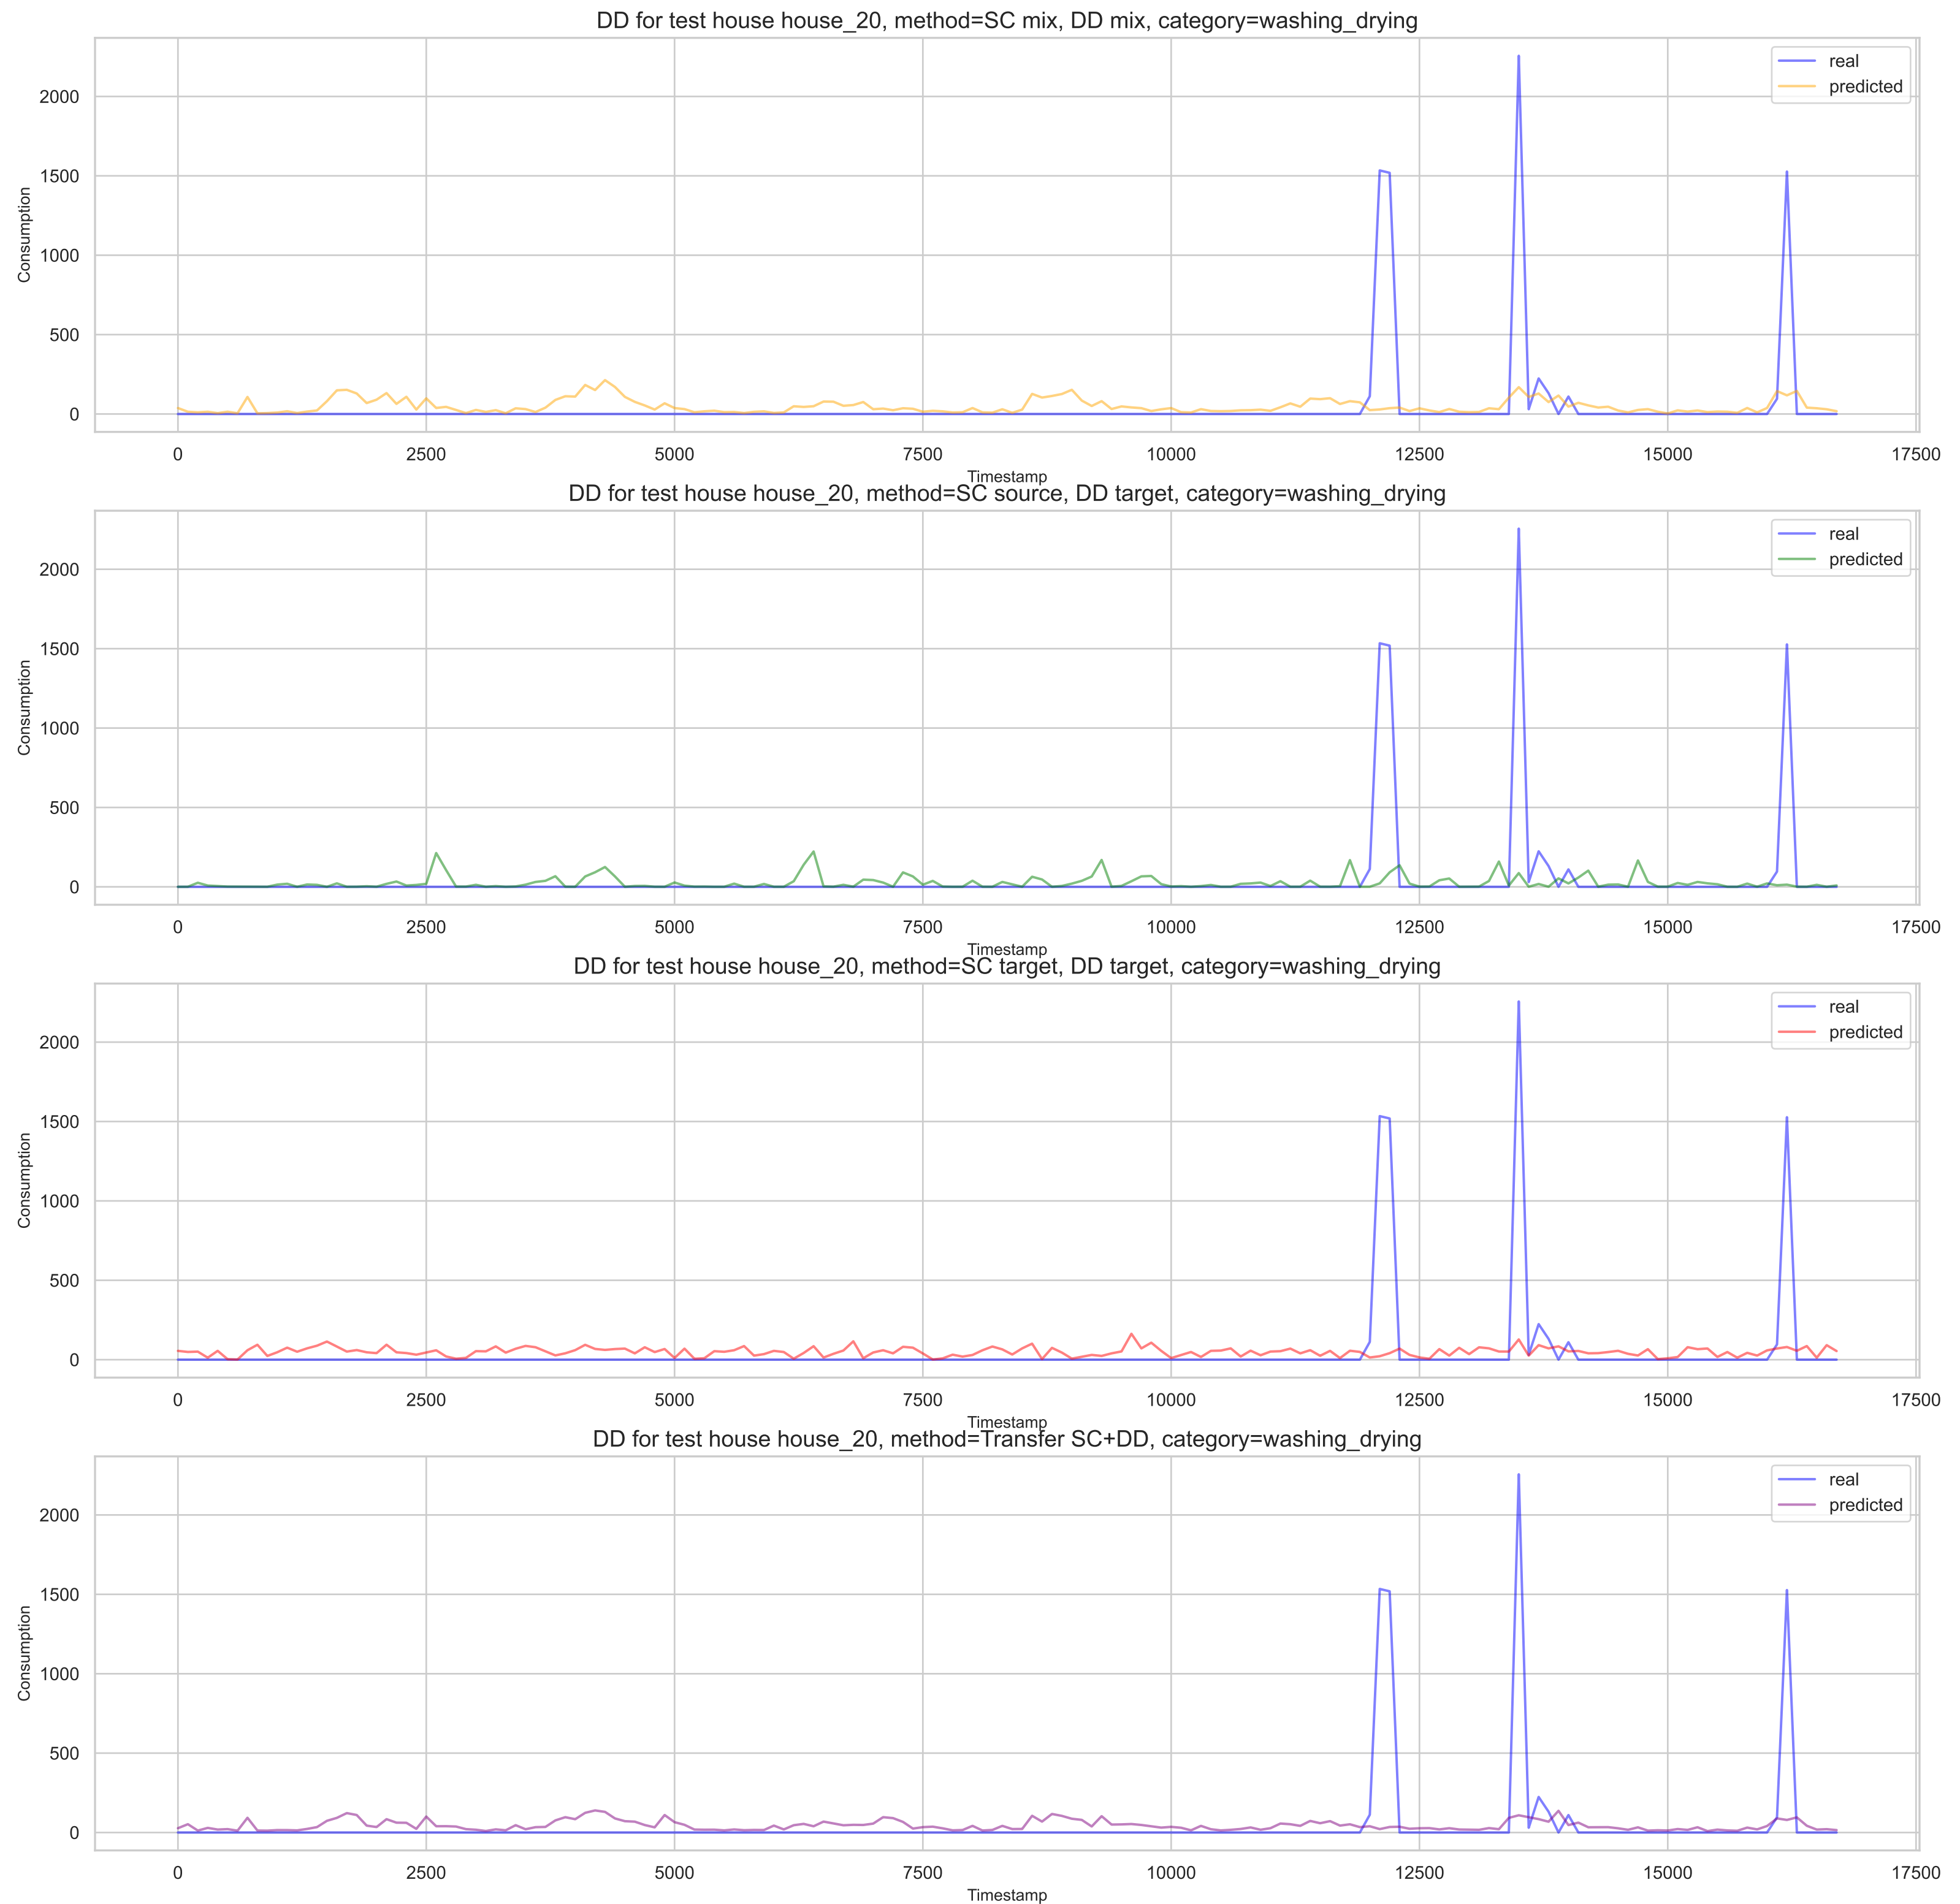 DD for test house house_20, method=SC mix, DD mix, category=washing_drying
real
predicted
Consumption
2000
1500
1000
500
0
0 2500 5000 7500 10000 12500 15000 17500
Timestamp
DD for test house house_20, method=SC source, DD target, category=washing_drying
real
predicted
Consumption
2000
1500
1000
500
0
0 2500 5000 7500 10000 12500 15000 17500
Timestamp
DD for test house house_20, method=SC target, DD target, category=washing_drying
real
predicted
Consumption
2000
1500
1000
500
0
0 2500 5000 7500 10000 12500 15000 17500
Timestamp
DD for test house house_20, method=Transfer SC+DD, category=washing_drying
real
predicted
Consumption
2000
1500
1000
500
0
0 2500 5000 7500 10000 12500 15000 17500
Timestamp